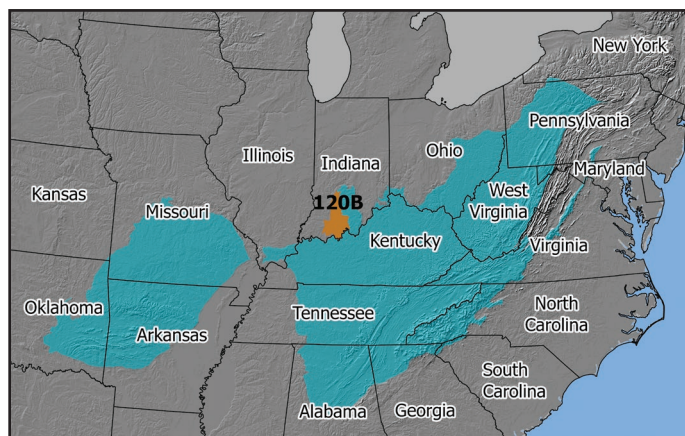 New York
Pennsylvania
Ohio
Illinois
Indiana
Maryland
Kansas
120B
West
Virginia
Missouri
Kentucky
Virginia
Oklahoma
Tennessee
North
Carolina
Arkansas
South
Carolina
Alabama
Georgia